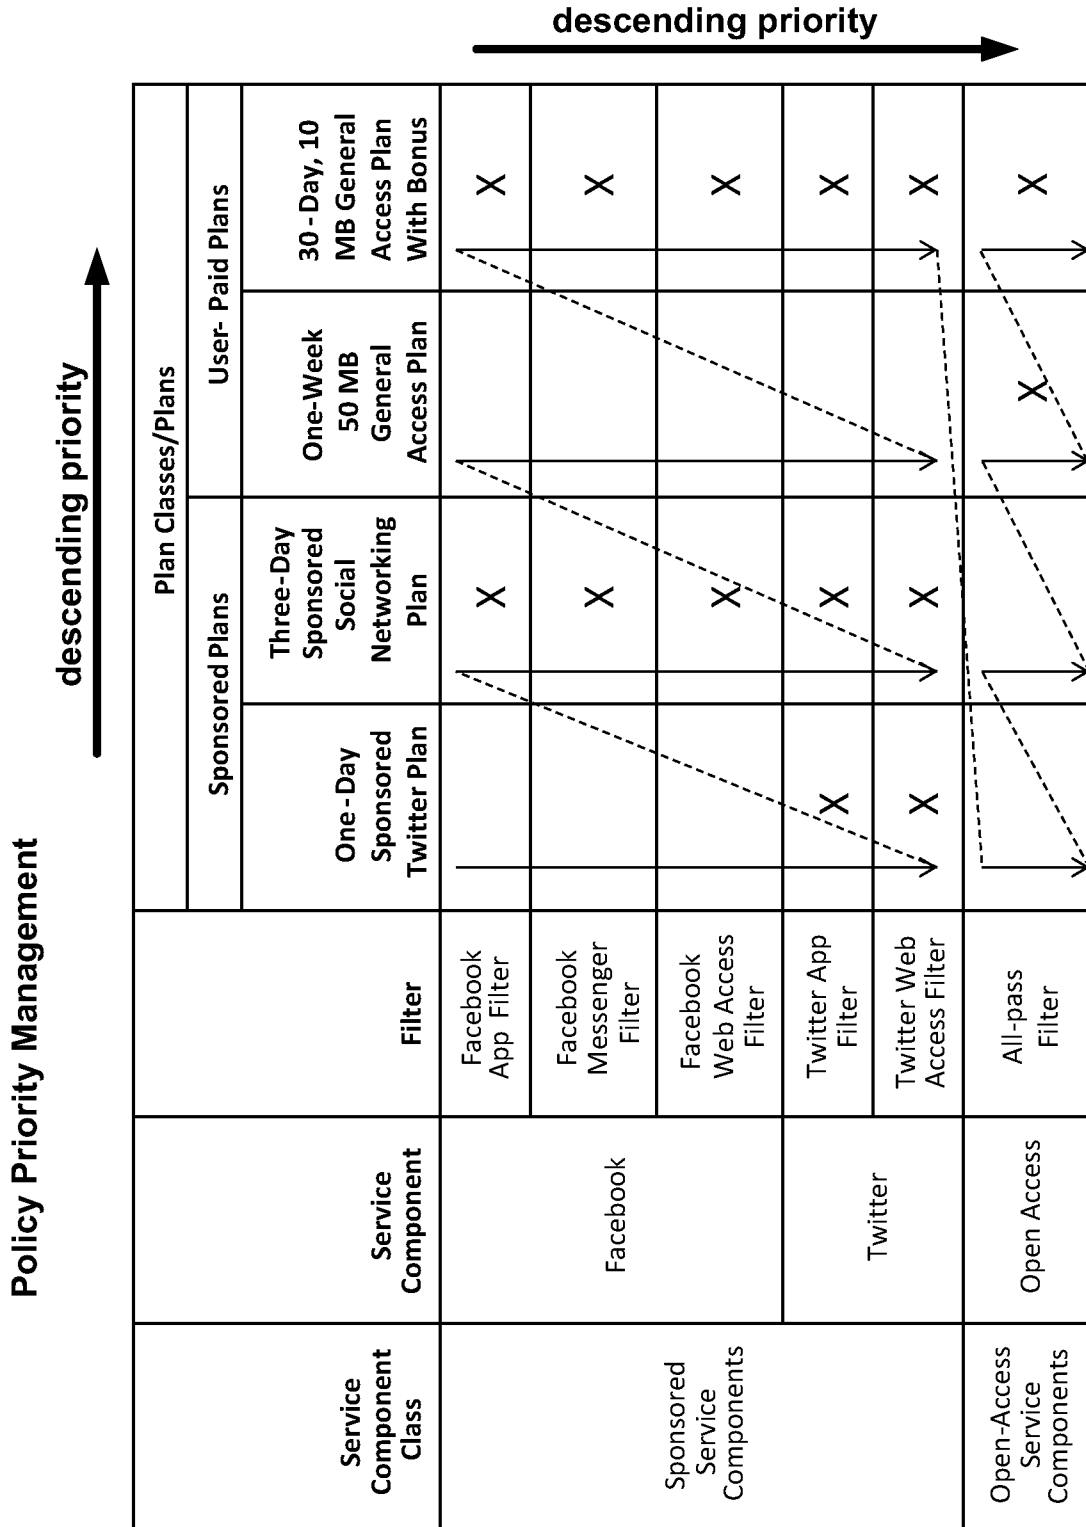 Policy Priority Management
descending priority
descending priority
Plan Classes/Plans
Sponsored Plans
User- Paid Plans
Service
Component
Class
Service
Component
Filter
One-Day
Sponsored
Twitter Plan
Three-Day
Sponsored
Social
Networking
Plan
One-Week
50 MB
General
Access Plan
30 - Day, 10
MB General
Access Plan
With Bonus
Sponsored
Service
Components
Facebook
Facebook
App Filter
X
X
Facebook
Messenger
Filter
X
X
Facebook
Web Access
Filter
X
X
Twitter
Twitter App
Filter
X
X
X
Twitter Web
Access Filter
X
X
X
Open-Access
Service
Components
Open Access
All-pass
Filter
X
X